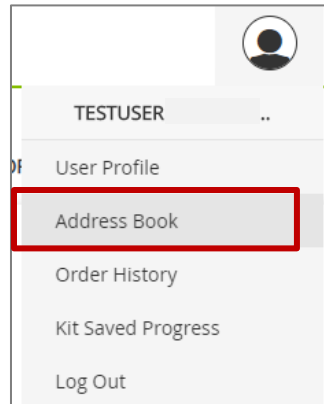 TESTUSER ..
User Profile
Address Book
Order History
Kit Saved Progress
Log Out